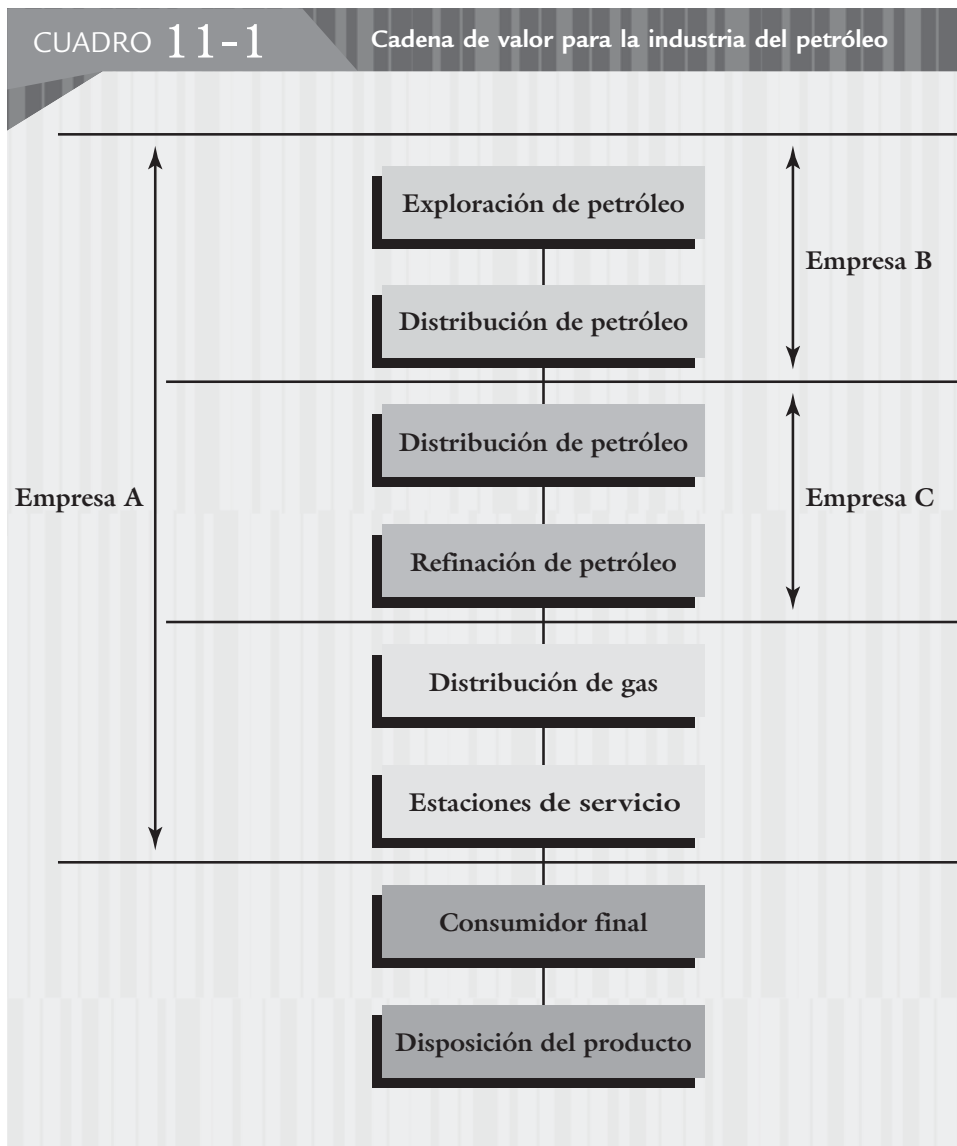 CUADRO 11-1
Cadena de valor para la industria del petróleo
Exploración de petróleo
Empresa B
Distribución de petróleo
Distribución de petróleo
Empresa A
Empresa C
Refinación de petróleo
Distribución de gas
Estaciones de servicio
Consumidor final
Disposición del producto